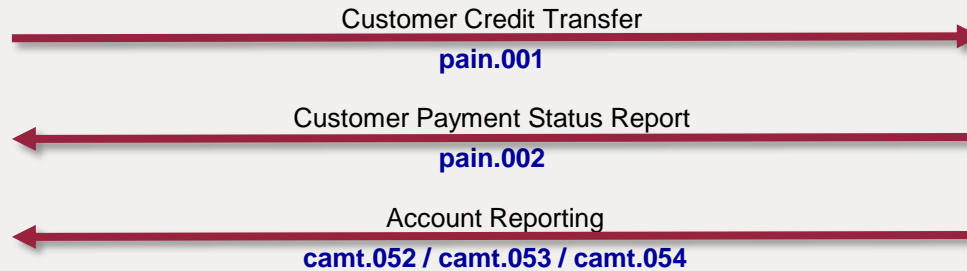 Customer Credit Transfer
pain.001
Customer Payment Status Report
pain.002
Account Reporting
camt.052 / camt.053 / camt.054